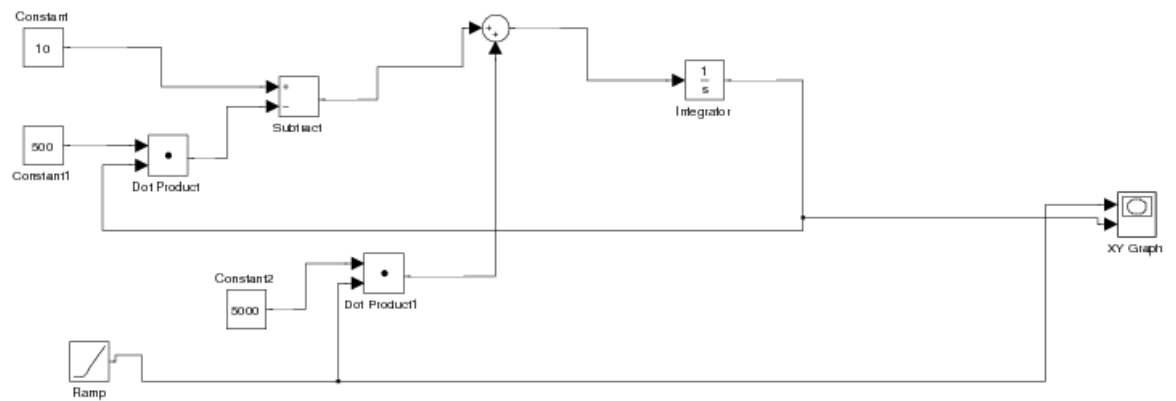 Constant
10
+
+
1
s
Integrator
+
−
Subtract
500
Constant1
Dot Product
XY Graph
Constant2
5000
Dot Product1
Ramp